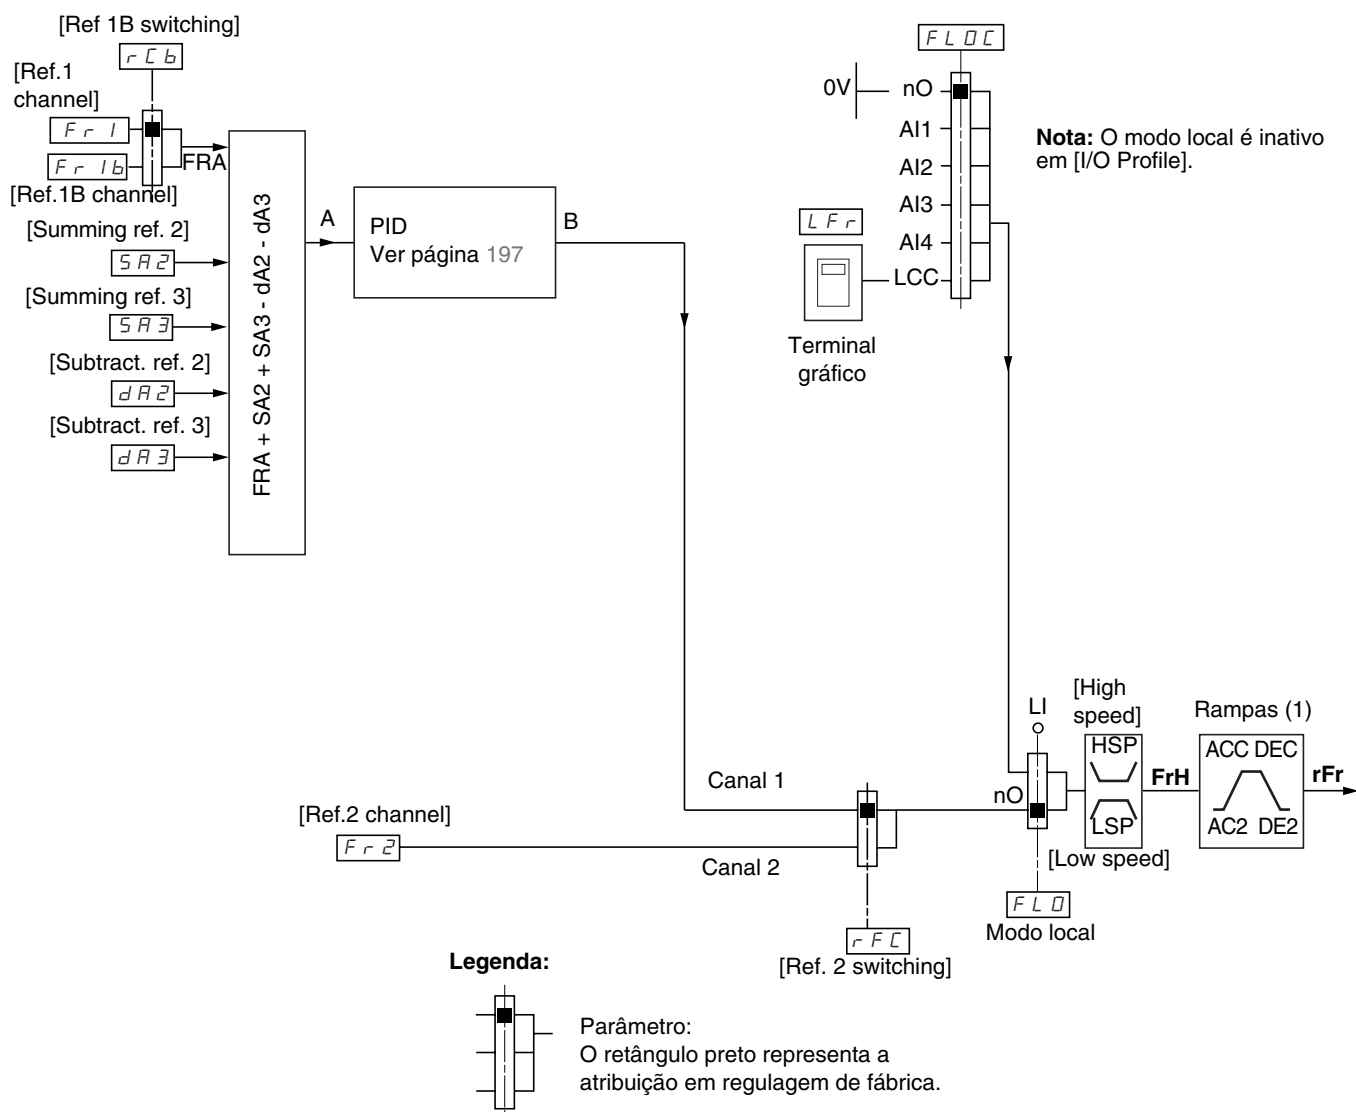 [Ref 1B switching]
rCb
[Ref.1
channel]
Fr1
Fr1b
FRA
[Ref.1B channel]
[Summing ref. 2]
SA2
[Summing ref. 3]
SA3
[Subtract. ref. 2]
dA2
[Subtract. ref. 3]
dA3
FRA + SA2 + SA3 - dA2 - dA3
A
PID
Ver página 197
B
FLOC
0V
nO
AI1
AI2
AI3
AI4
LCC
LFr
Terminal
gráfico
Nota: O modo local é inativo
em [I/O Profile].
Canal 1
[Ref.2 channel]
Fr2
Canal 2
rFC
[Ref. 2 switching]
LI
nO
FLO
Modo local
[High
speed]
HSP
LSP
[Low speed]
FrH
Rampas (1)
ACC DEC
AC2 DE2
rFr
Legenda:
Parâmetro:
O retângulo preto representa a
atribuição em regulagem de fábrica.